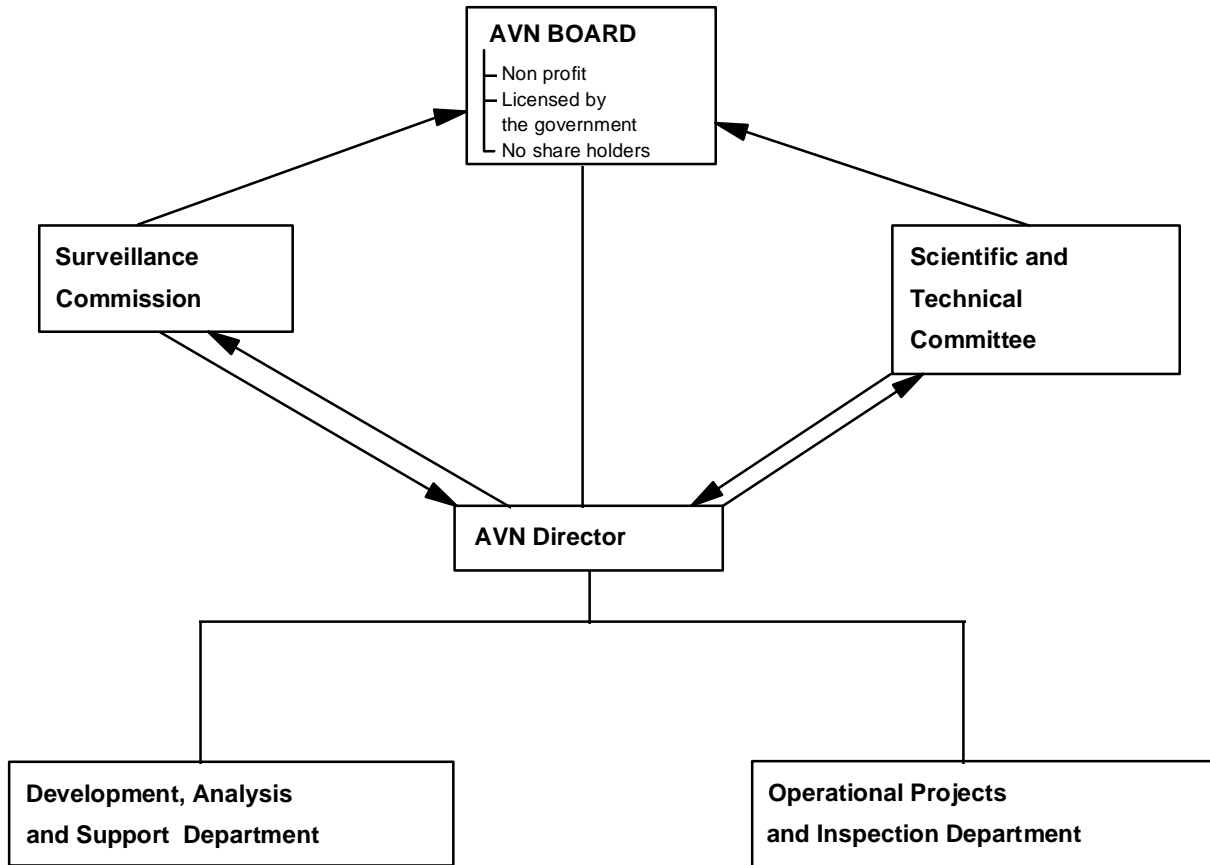 AVN BOARD
Non profit
Licensed by
the government
No share holders
Surveillance
Commission
Scientific and
Technical
Committee
AVN Director
Development, Analysis
and Support Department
Operational Projects
and Inspection Department